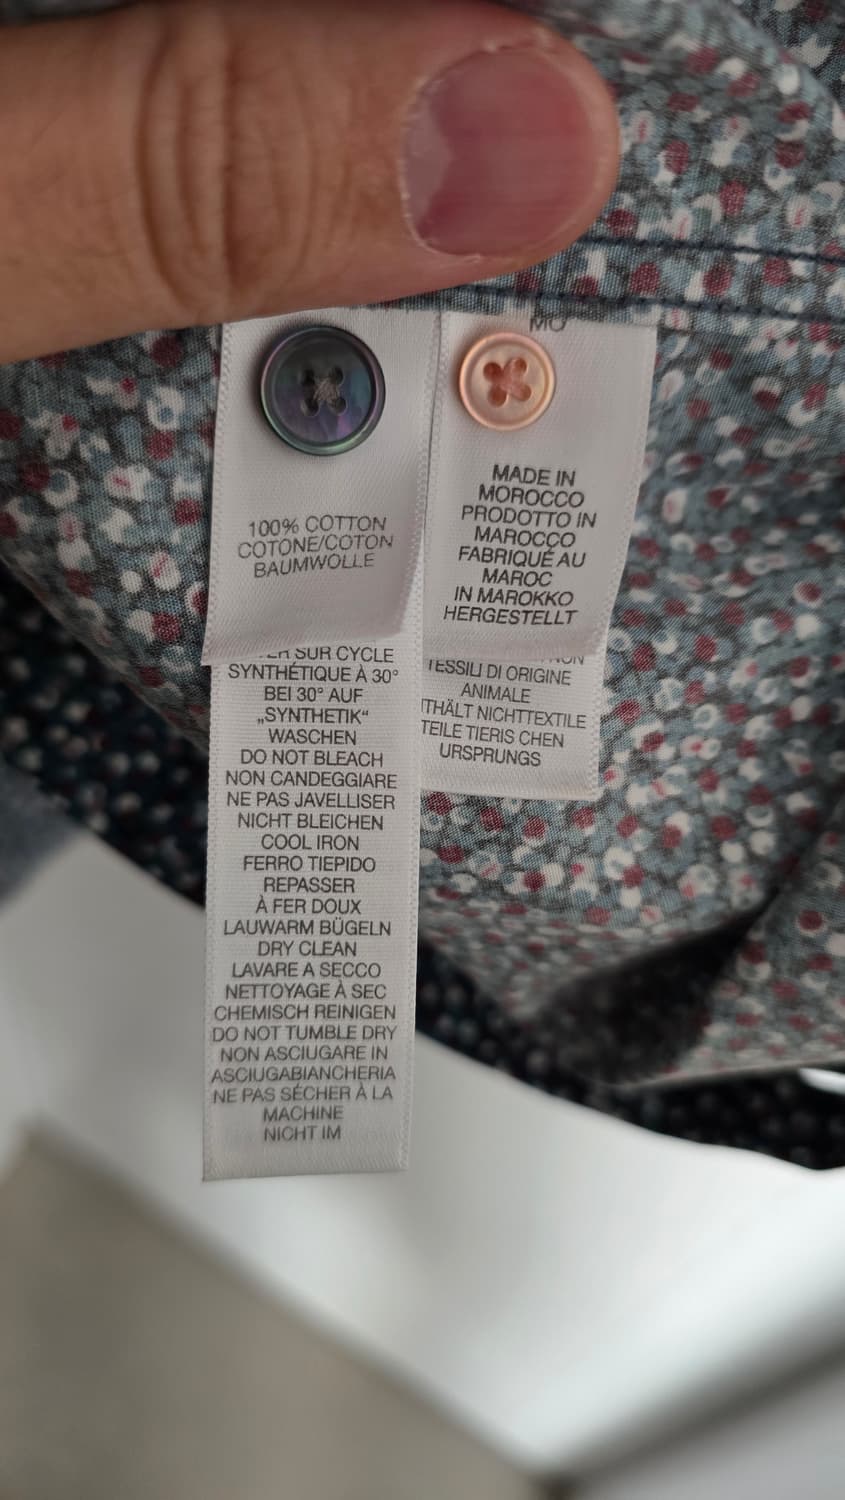 100% COTTON
COTONE/COTON
BAUMWOLLE
SUR CYCLE
SYNTHÉTIQUE À 30°
BEI 30° AUF
„SYNTHETIK“
WASCHEN
DO NOT BLEACH
NON CANDEGGIARE
NE PAS JAVELLISER
NICHT BLEICHEN
COOL IRON
FERRO TIEPIDO
REPASSER
À FER DOUX
LAUWARM BÜGELN
DRY CLEAN
LAVARE A SECCO
NETTOYAGE À SEC
CHEMISCH REINIGEN
DO NOT TUMBLE DRY
NON ASCIUGARE IN
ASCIUGABIANCHERIA
NE PAS SÉCHER À LA
MACHINE
NICHT IM
MO
MADE IN
MOROCCO
PRODOTTO IN
MAROCCO
FABRIQUÉ AU
MAROC
IN MAROKKO
HERGESTELLT
NON
TESSILI DI ORIGINE
ANIMALE
NICHTTEXTILE
TEILE TIERIS CHEN
URSPRUNGS